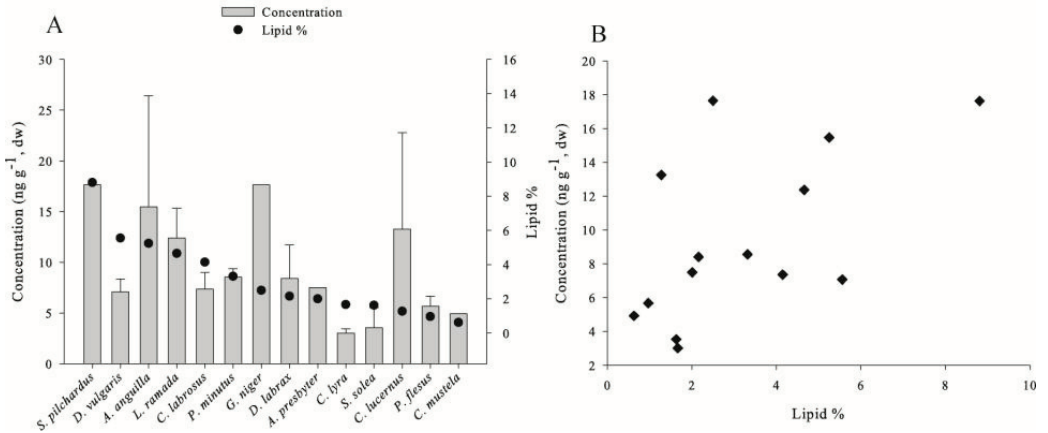 A
Concentration
Lipid %
30
25
20
15
10
5
0
Concentration (ng g⁻¹, dw)
16
14
12
10
8
6
4
2
0
Lipid %
S. pilchardus
D. vulgaris
A. anguilla
L. ramada
C. labrosus
P. minutus
G. niger
D. labrax
A. presbyter
C. lyra
S. solea
C. lucernus
P. flesus
C. mustela
B
20
18
16
14
12
10
8
6
4
2
Concentration (ng g⁻¹, dw)
0
2
4
6
8
10
Lipid %